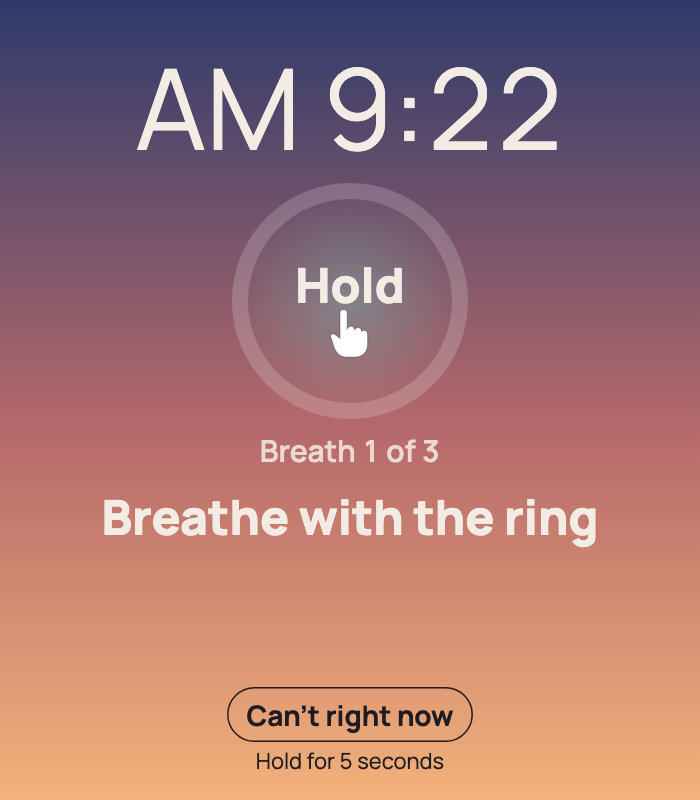 AM 9:22
Hold
Breath 1 of 3
Breathe with the ring
Can't right now
Hold for 5 seconds